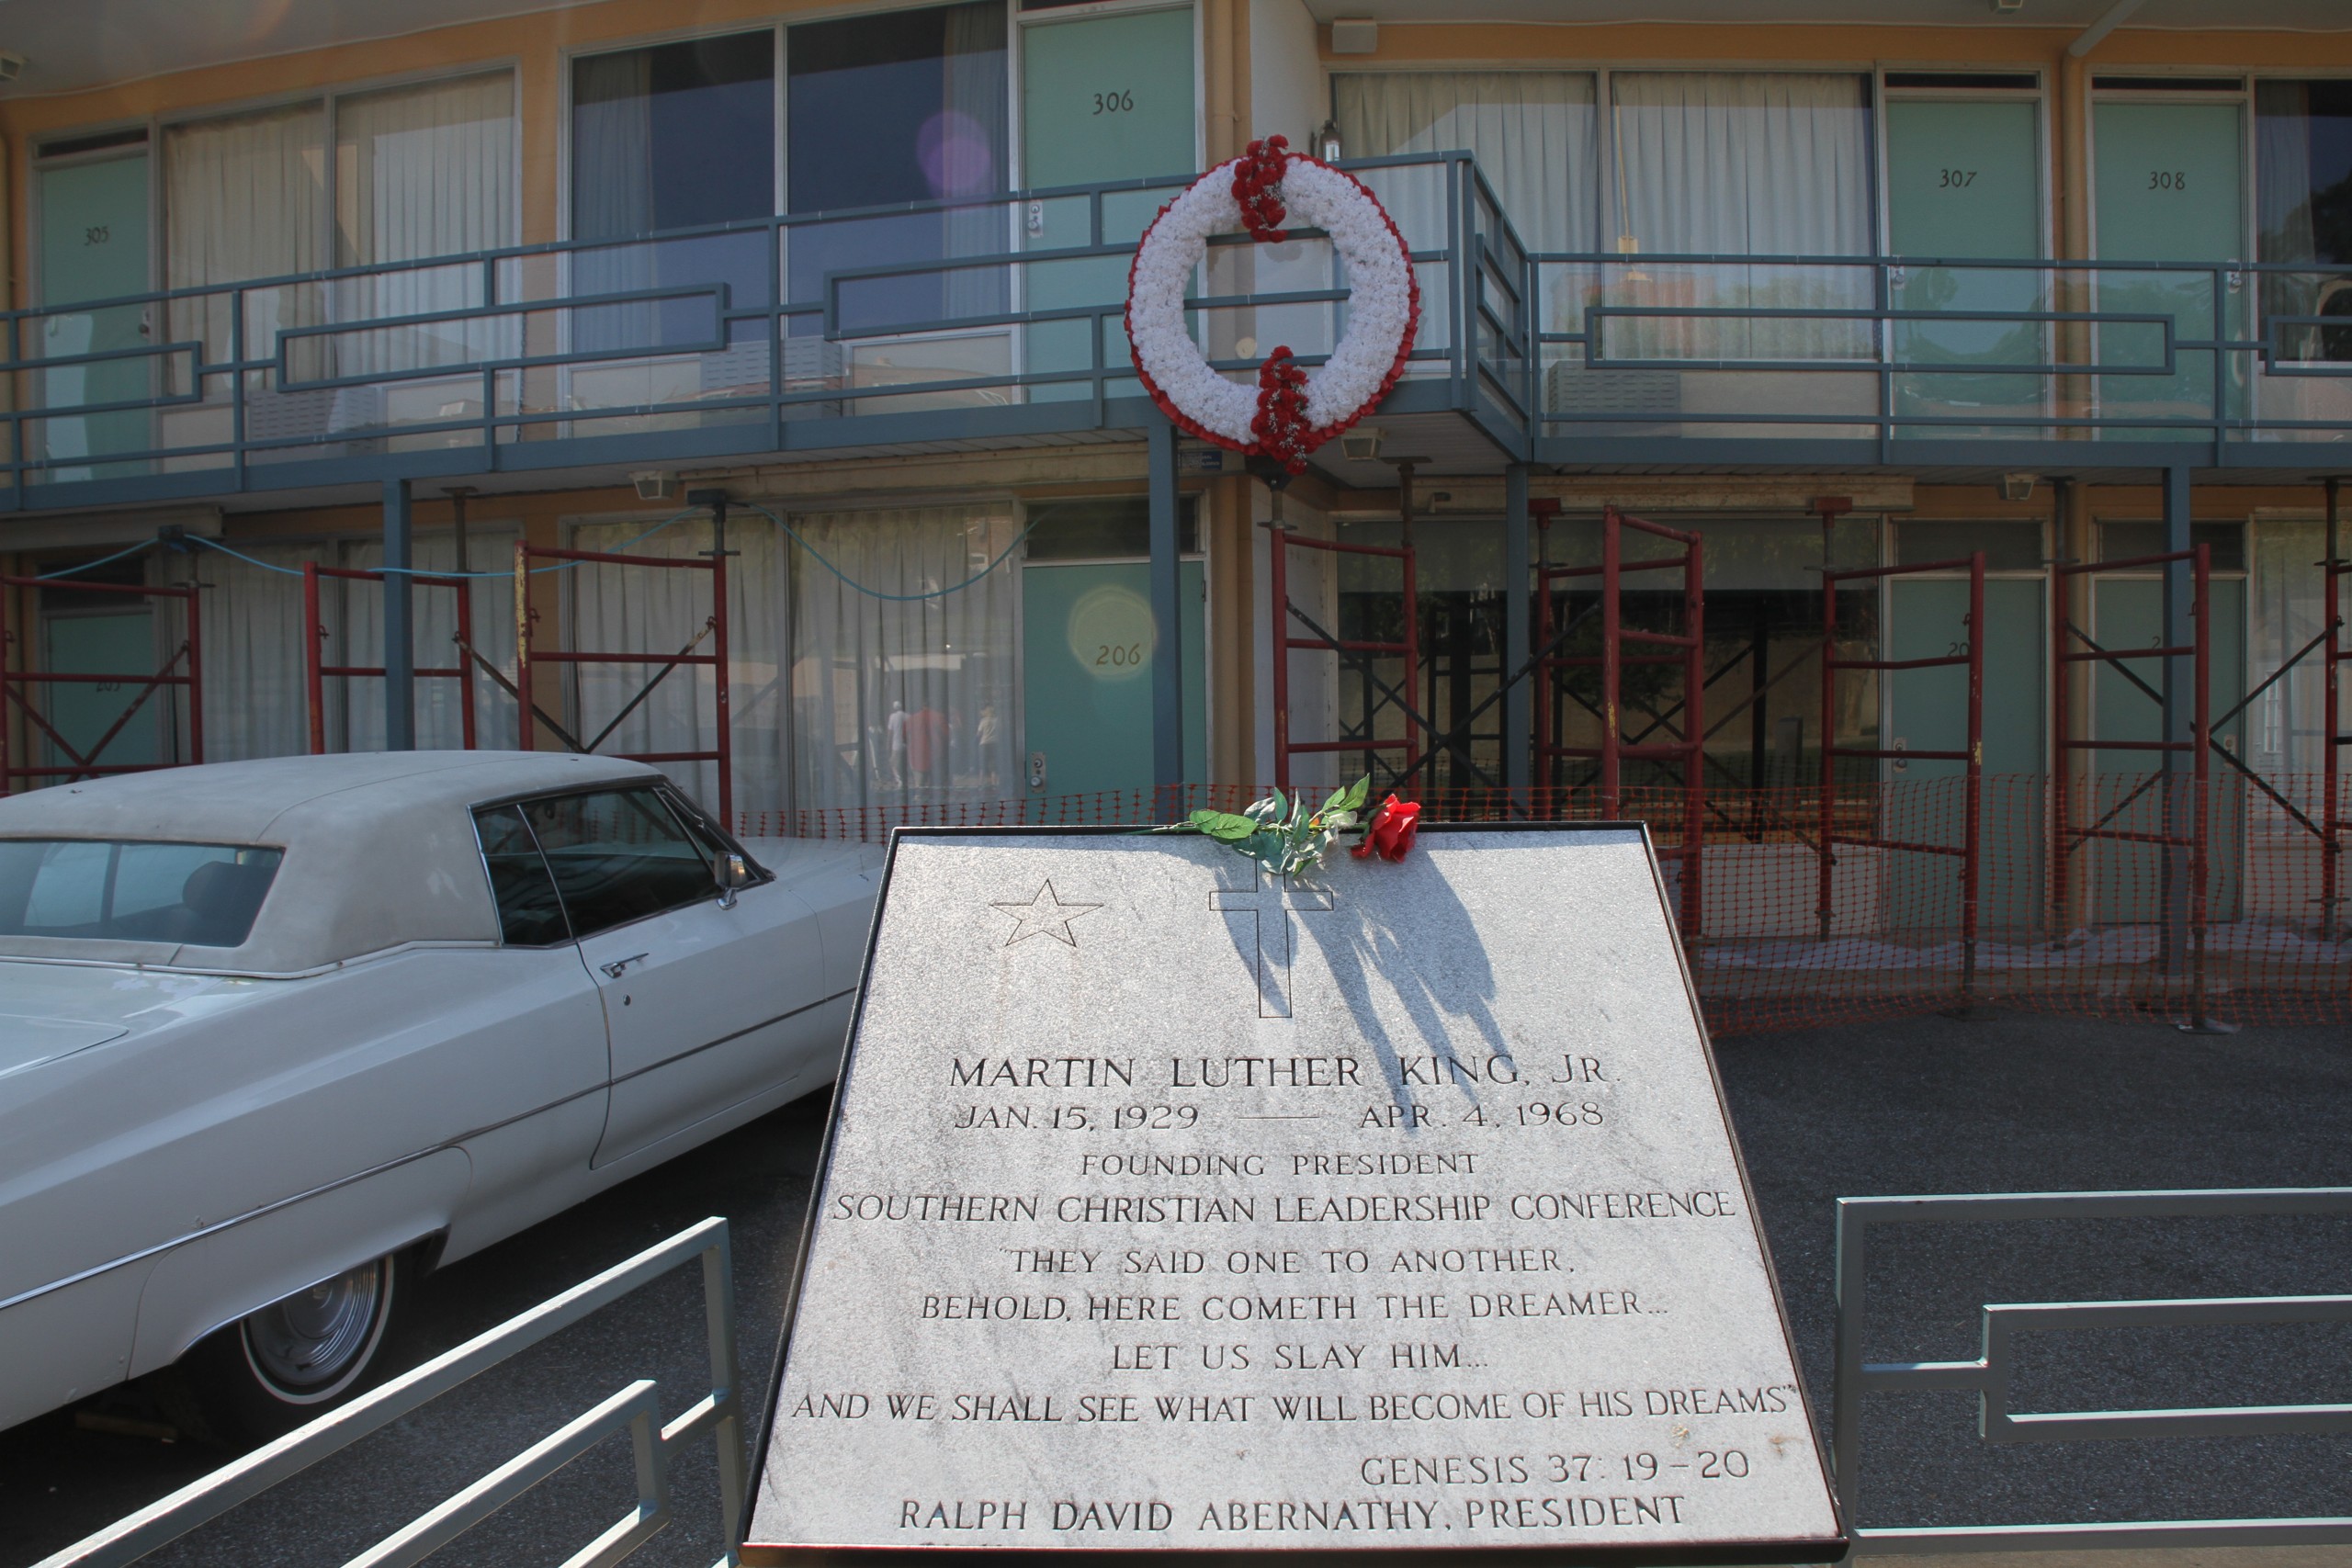 306
307
308
305
206
MARTIN LUTHER KING, JR.
JAN. 15, 1929 — APR. 4, 1968
FOUNDING PRESIDENT
SOUTHERN CHRISTIAN LEADERSHIP CONFERENCE
"THEY SAID ONE TO ANOTHER,
BEHOLD, HERE COMETH THE DREAMER...
LET US SLAY HIM...
AND WE SHALL SEE WHAT WILL BECOME OF HIS DREAMS"
GENESIS 37: 19-20
RALPH DAVID ABERNATHY, PRESIDENT